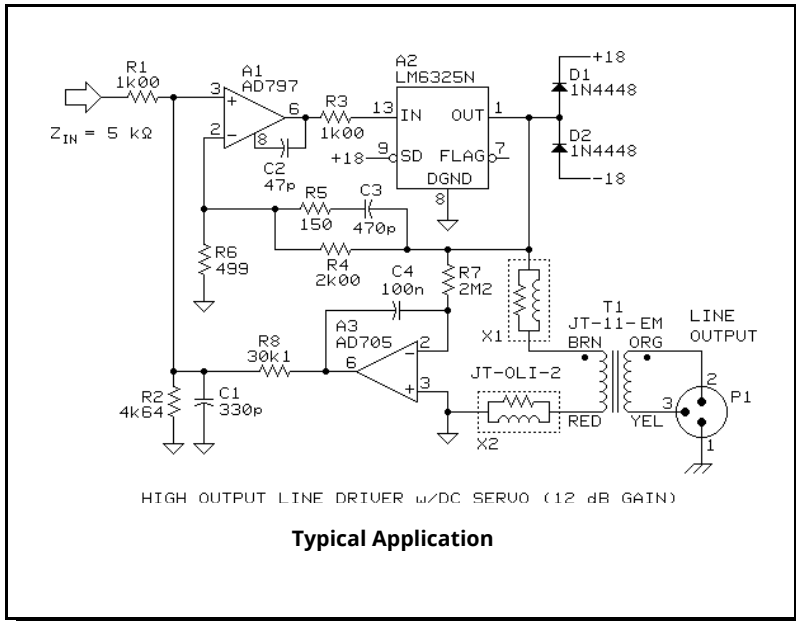 R1
1k00
Z_IN = 5 kΩ
A1
AD797
3
+
2
−
6
8
C2
47p
R3
1k00
A2
LM6325N
13
IN
OUT
1
+18
9
SD
FLAG
7
DGND
8
+18
D1
1N4448
D2
1N4448
−18
R5
150
C3
470p
R4
2k00
R6
499
C4
100n
R7
2M2
A3
AD705
6
2
−
3
+
R8
30k1
R2
4k64
C1
330p
X1
JT-OLI-2
X2
T1
JT-11-EM
BRN
ORG
RED
YEL
LINE
OUTPUT
2
3
P1
1
HIGH OUTPUT LINE DRIVER w/DC SERVO (12 dB GAIN)
Typical Application